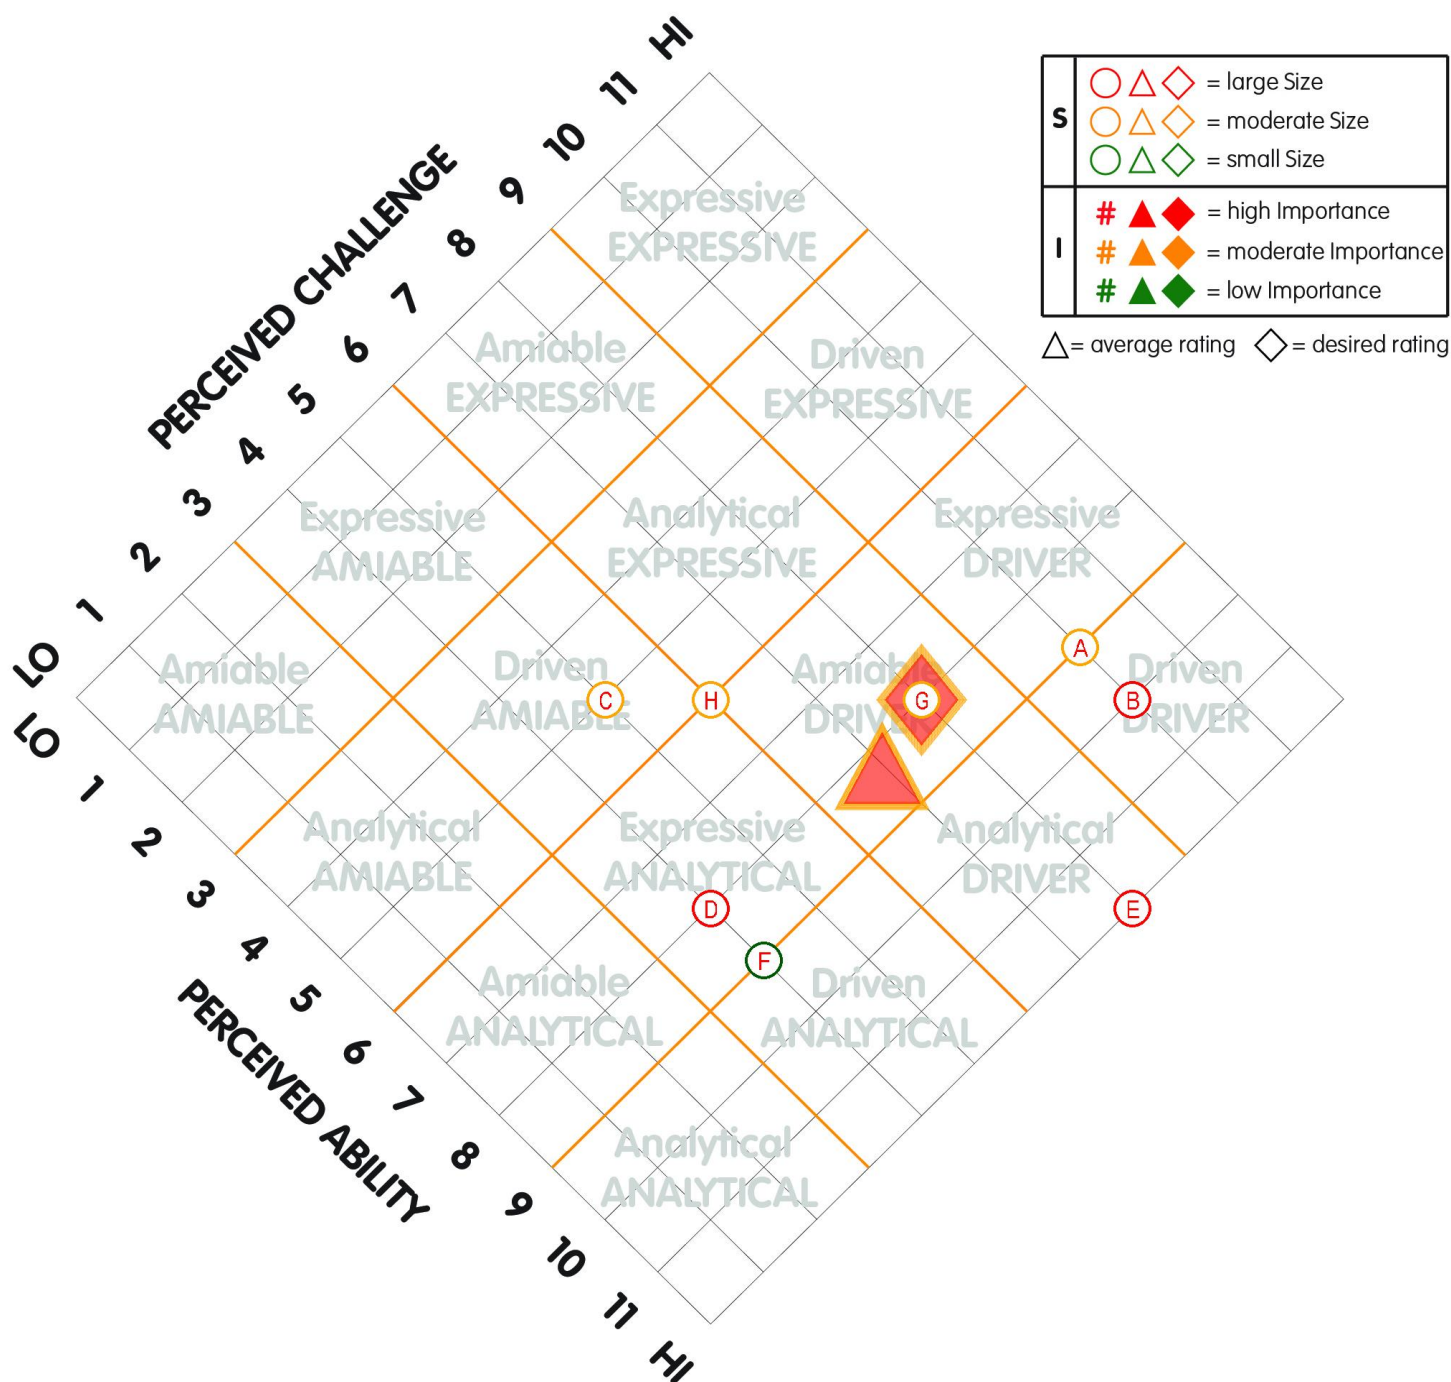 PERCEIVED CHALLENGE
HI
11
10
9
8
7
6
5
4
3
2
1
LO
LO
1
2
3
4
5
6
7
8
9
10
11
HI
PERCEIVED ABILITY
S
= large Size
= moderate Size
= small Size
I
# = high Importance
# = moderate Importance
# = low Importance
= average rating = desired rating
Expressive
EXPRESSIVE
Amiable
EXPRESSIVE
Driven
EXPRESSIVE
Expressive
AMIABLE
Analytical
EXPRESSIVE
Expressive
DRIVER
Amiable
AMIABLE
Driven
AMIABLE
Amiable
DRIVER
Driven
DRIVER
A
B
C
H
G
Analytical
AMIABLE
Expressive
ANALYTICAL
Analytical
DRIVER
D
E
F
Amiable
ANALYTICAL
Driven
ANALYTICAL
Analytical
ANALYTICAL